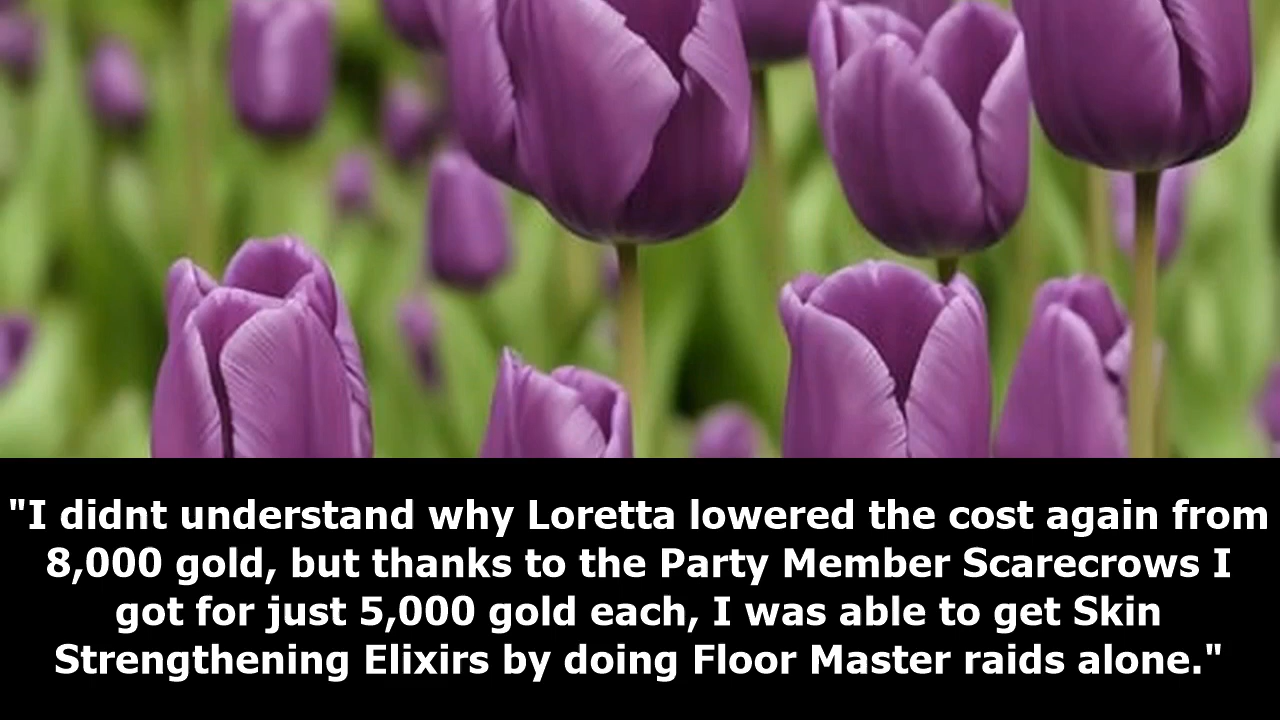 "I didnt understand why Loretta lowered the cost again from
8,000 gold, but thanks to the Party Member Scarecrows I
got for just 5,000 gold each, I was able to get Skin
Strengthening Elixirs by doing Floor Master raids alone."